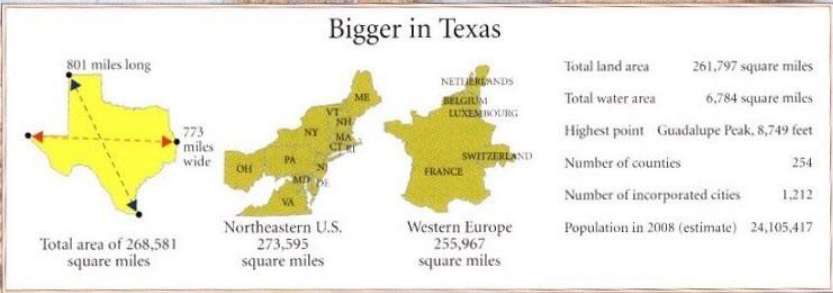 Bigger in Texas
801 miles long
773
miles
wide
Total area of 268,581
square miles
ME
VT
NH
NY
MA
CT RI
PA
NJ
OH
MD
DE
VA
Northeastern U.S.
273,595
square miles
NETHERLANDS
BELGIUM
LUXEMBOURG
SWITZERLAND
FRANCE
Western Europe
255,967
square miles
Total land area 261,797 square miles
Total water area 6,784 square miles
Highest point Guadalupe Peak, 8,749 feet
Number of counties 254
Number of incorporated cities 1,212
Population in 2008 (estimate) 24,105,417